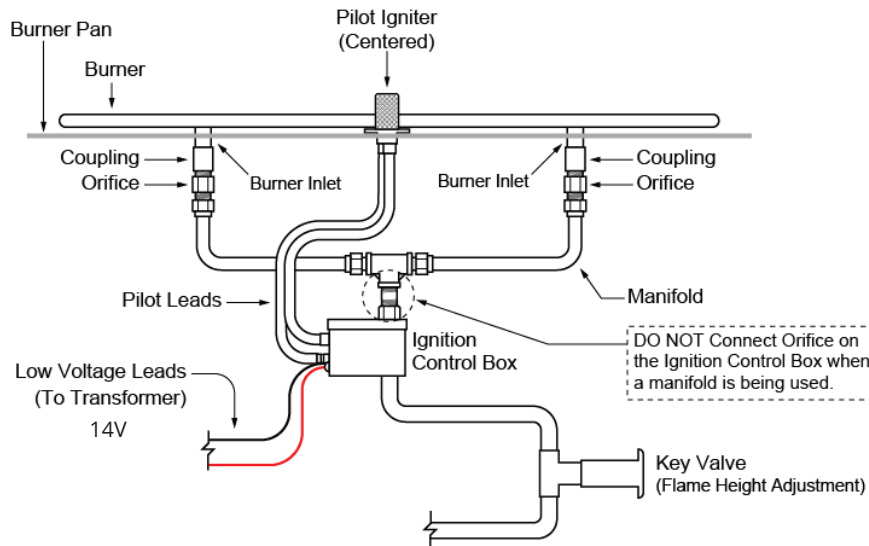 Pilot Igniter
(Centered)
Burner Pan
Burner
Coupling
Orifice
Burner Inlet
Burner Inlet
Coupling
Orifice
Pilot Leads
Manifold
Ignition
Control Box
DO NOT Connect Orifice on
the Ignition Control Box when
a manifold is being used.
Low Voltage Leads
(To Transformer)
14V
Key Valve
(Flame Height Adjustment)